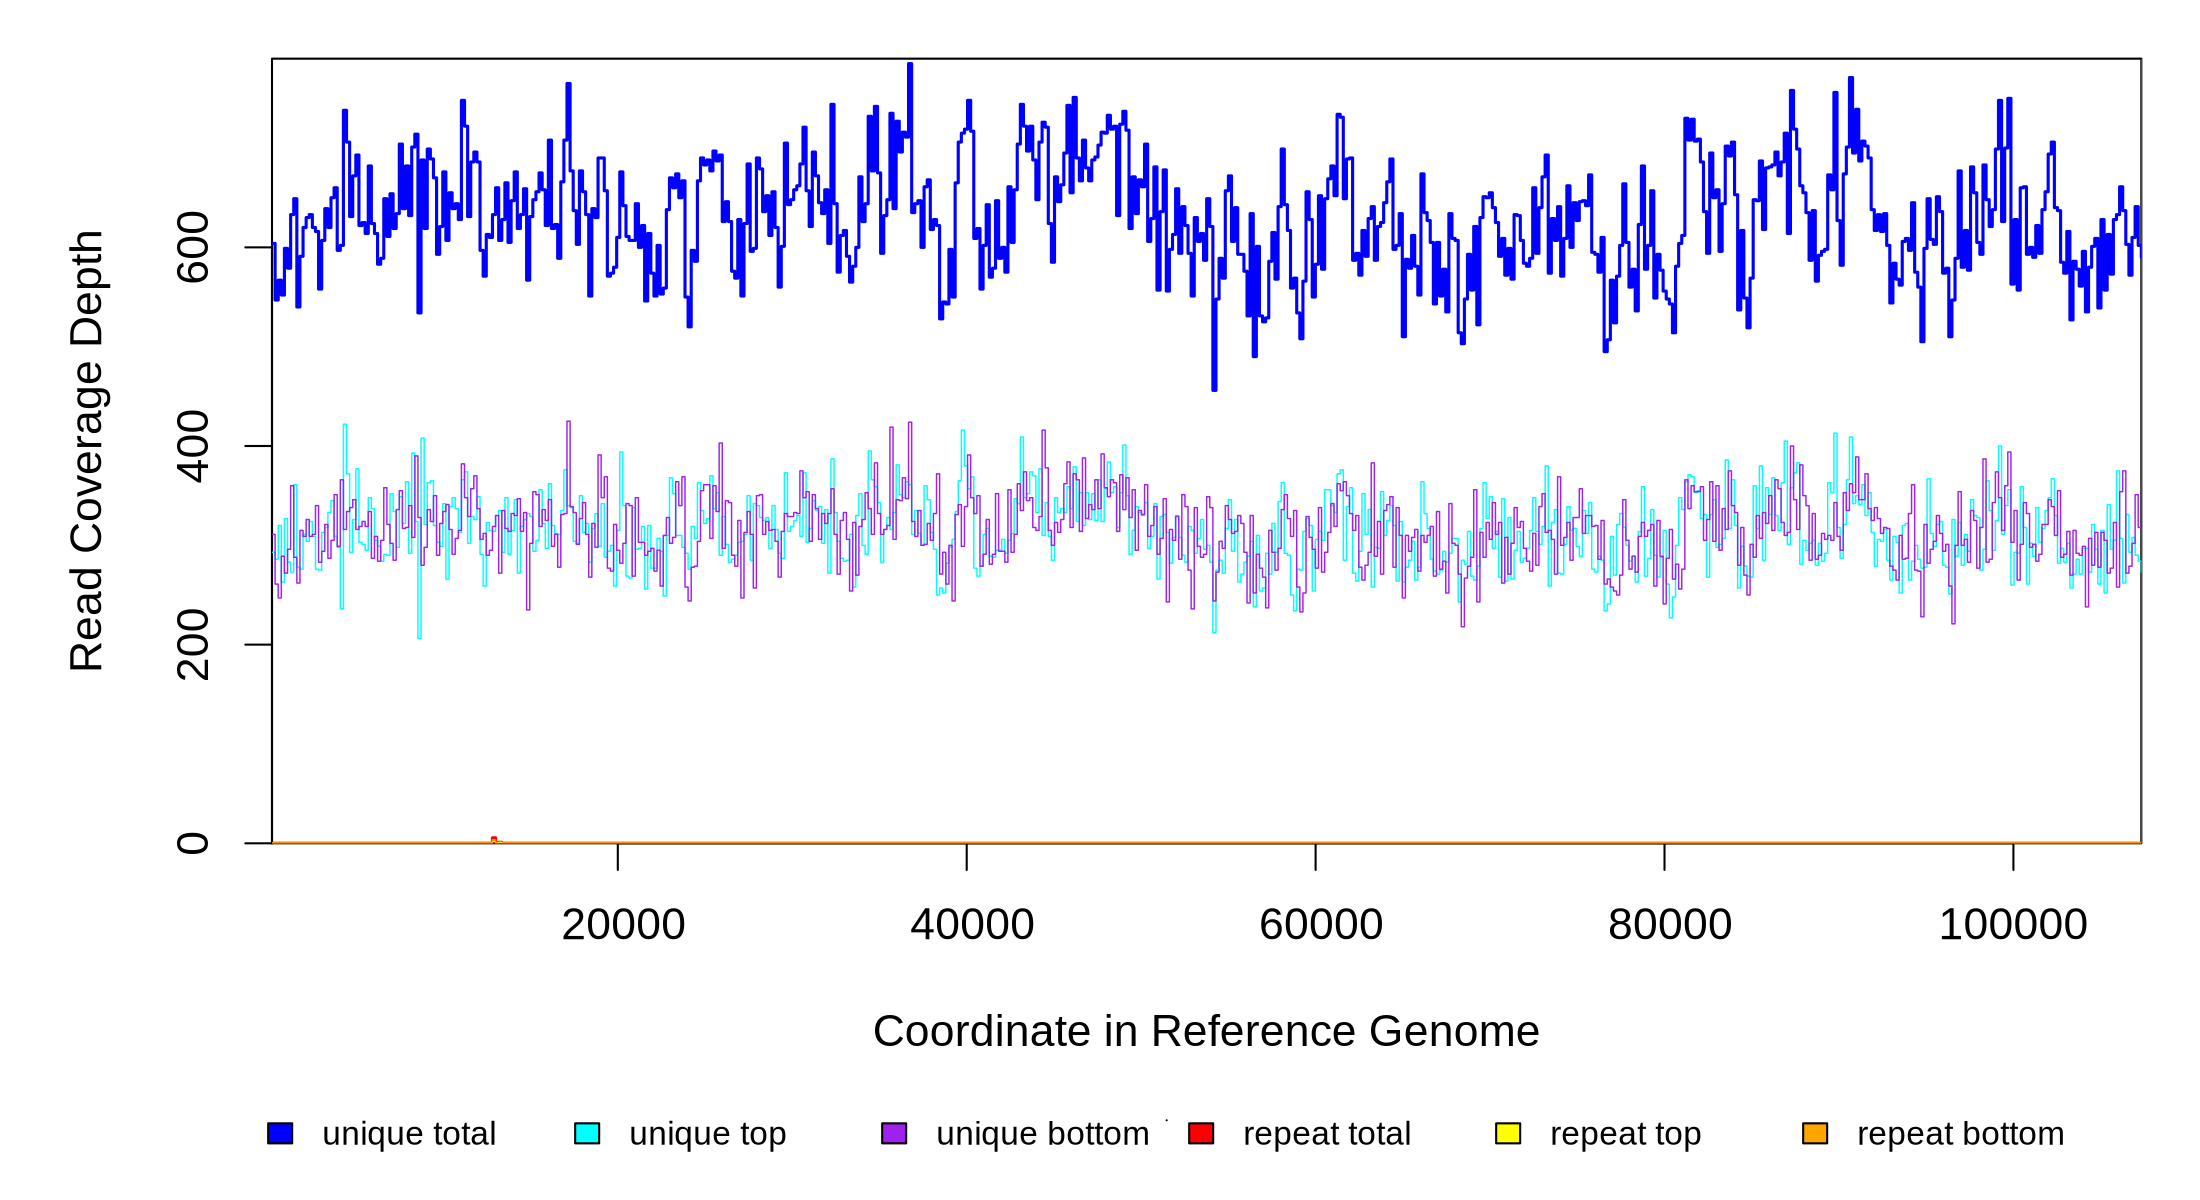 Read Coverage Depth
600
400
200
0
20000 40000 60000 80000 100000
Coordinate in Reference Genome
unique total unique top unique bottom repeat total repeat top repeat bottom